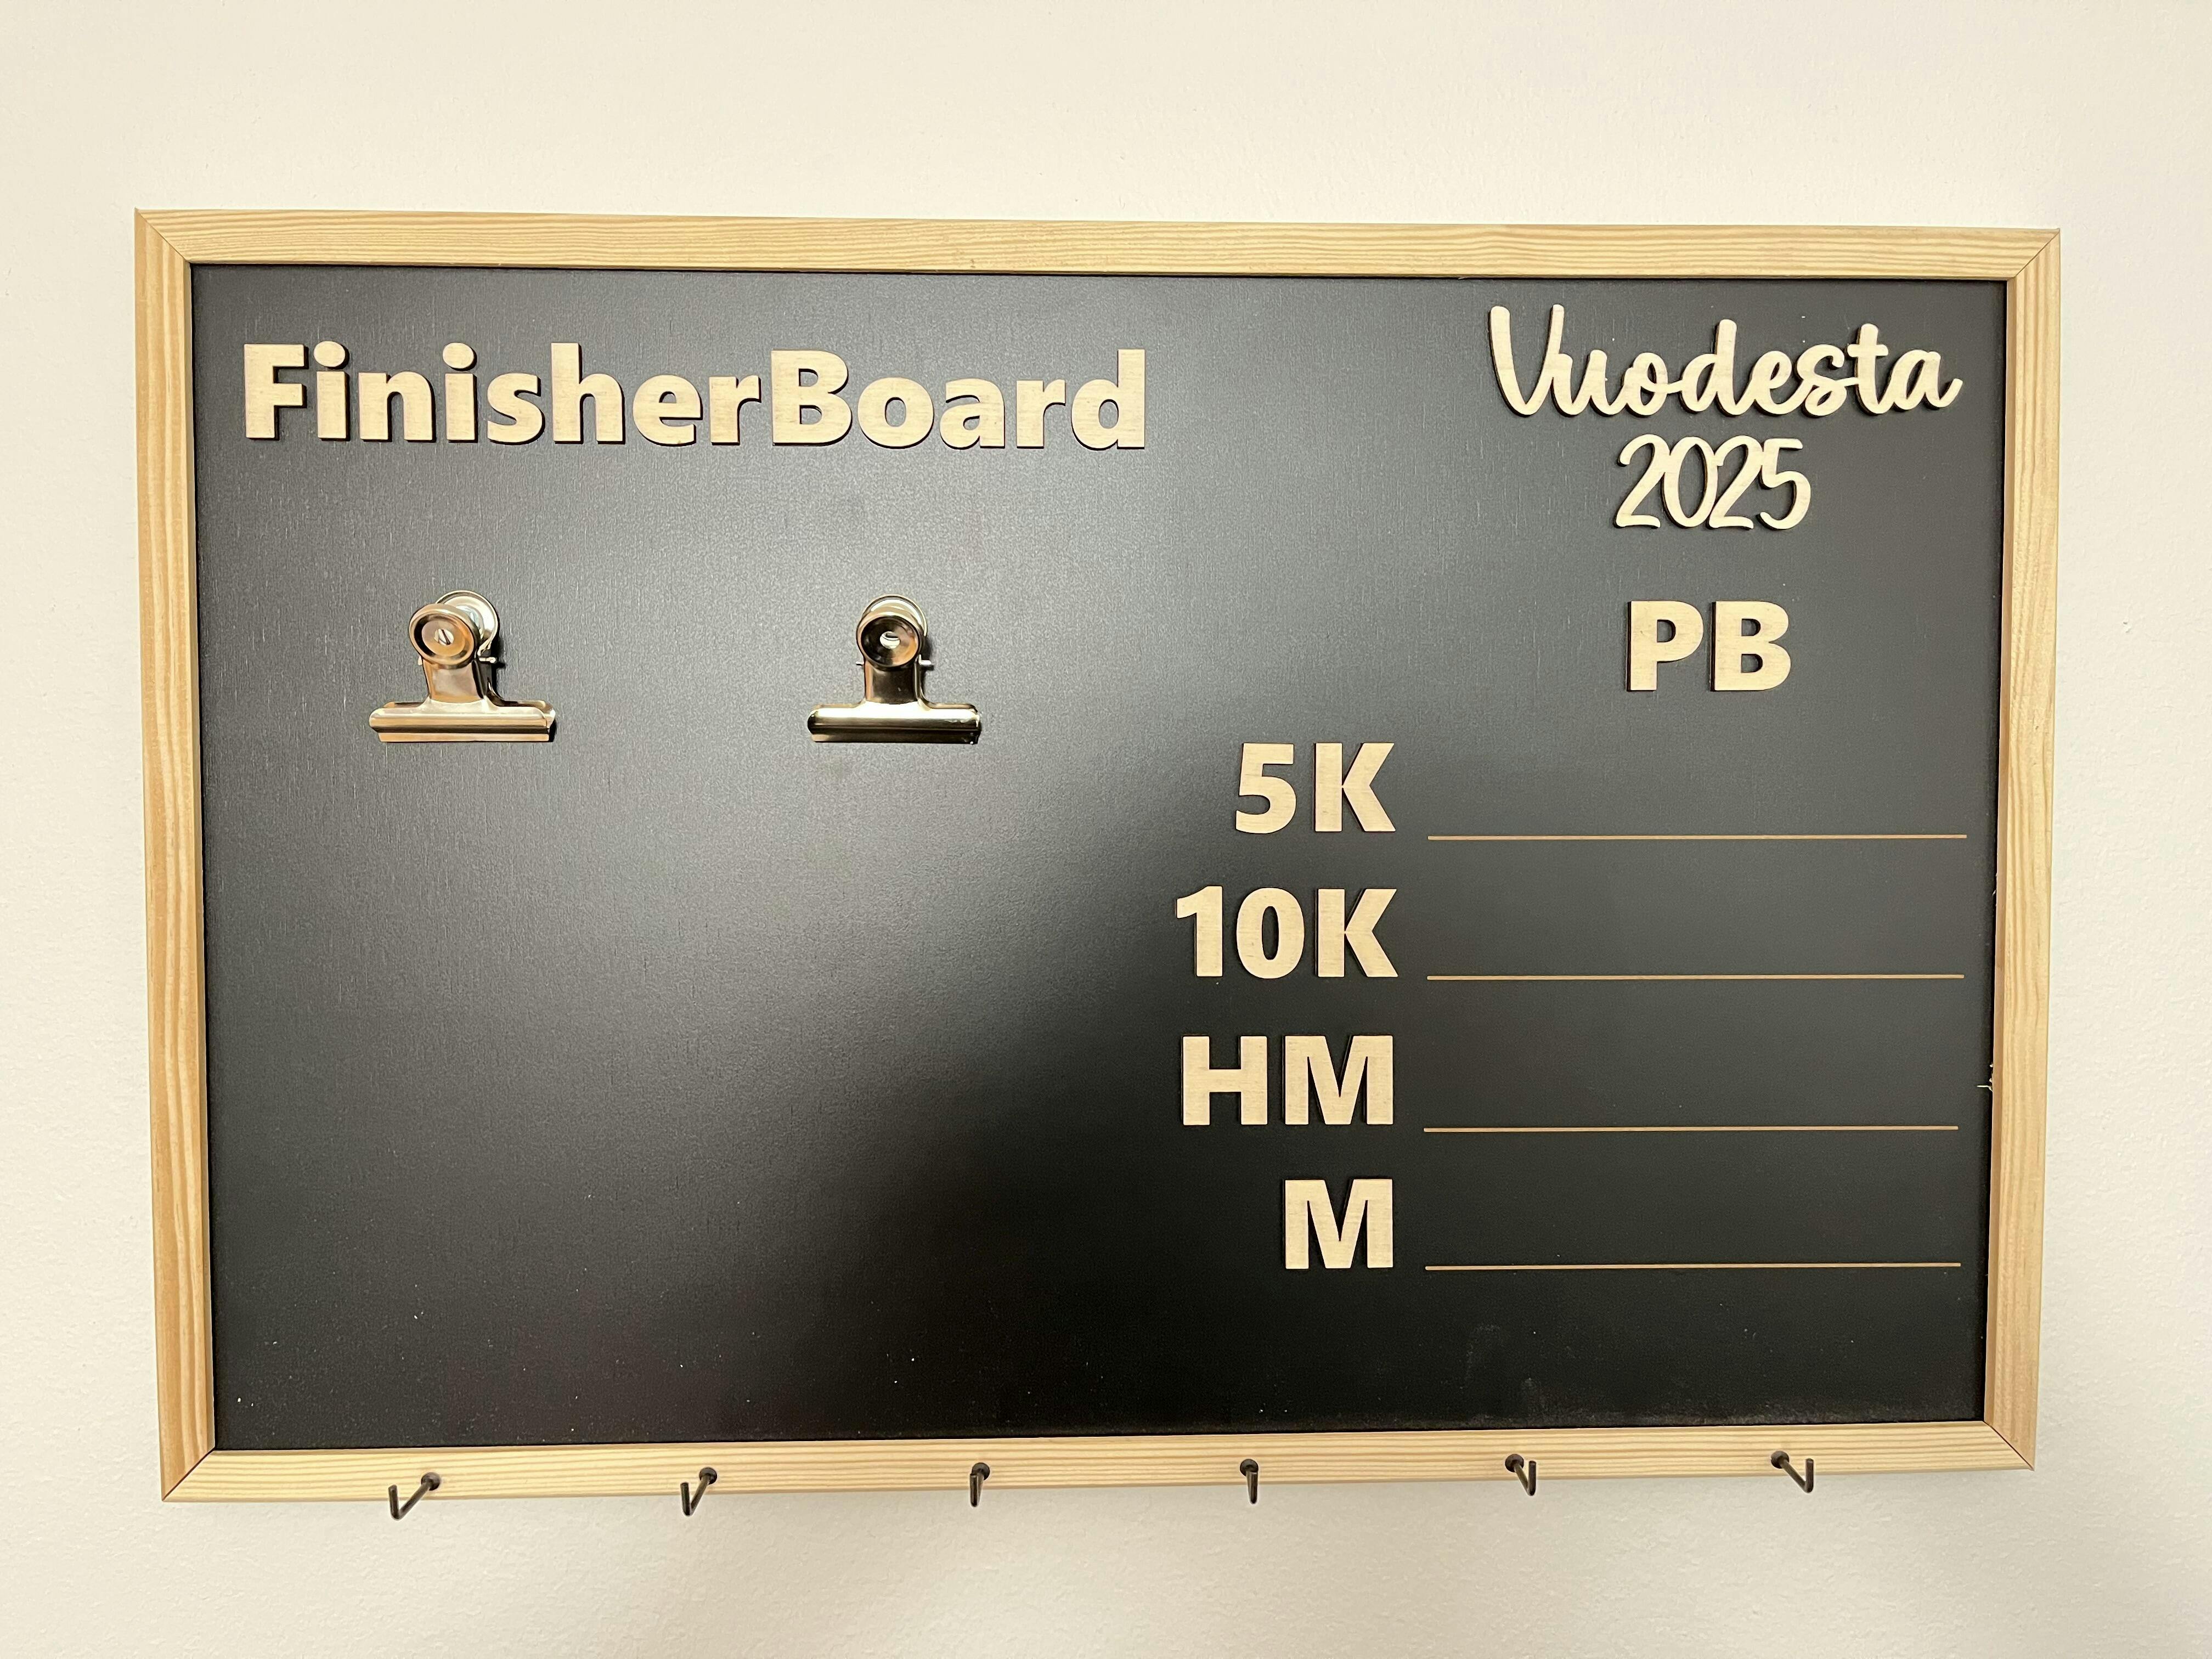 FinisherBoard
Vuodesta
2025
PB
5K
10K
HM
M